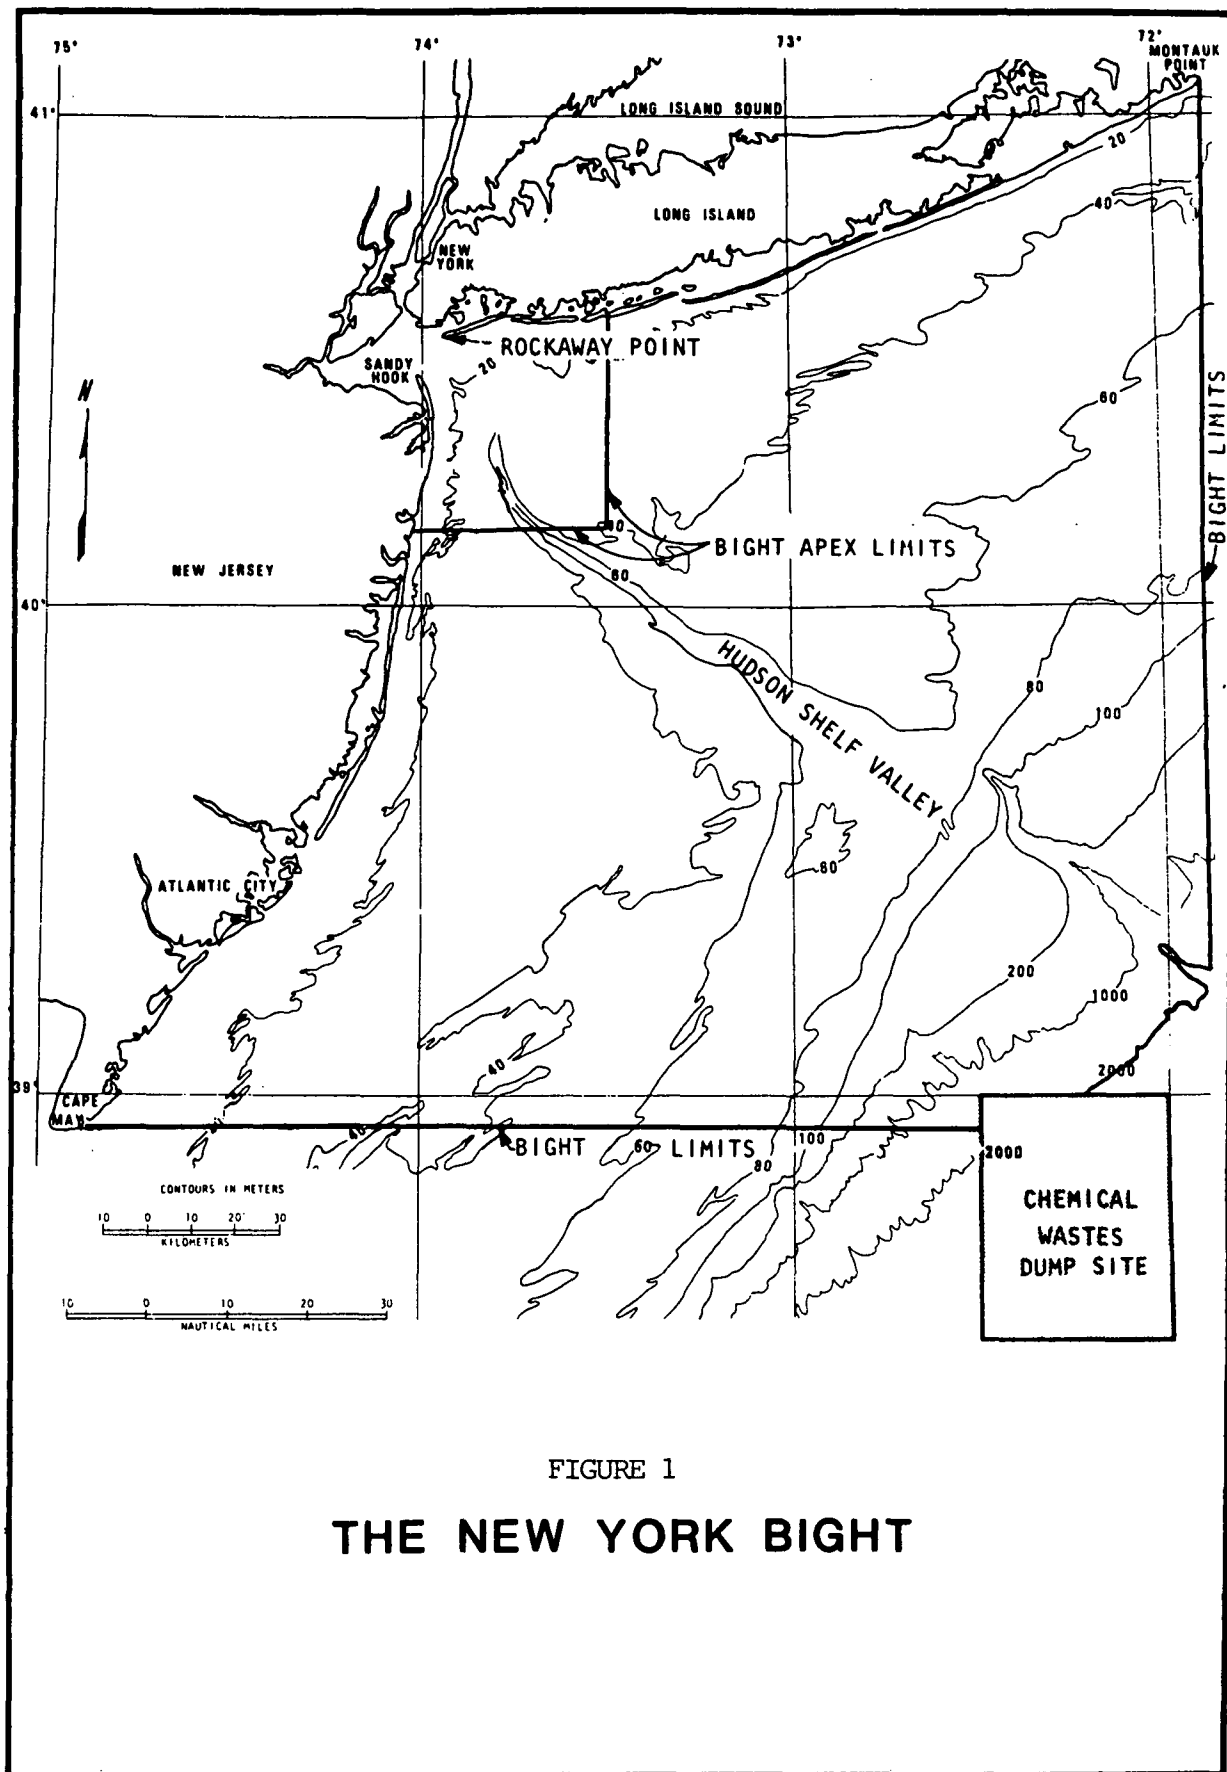 75°
74°
73°
72°
MONTAUK
POINT
41°
LONG ISLAND SOUND
20
40
LONG ISLAND
NEW
YORK
ROCKAWAY POINT
SANDY
HOOK
20
60
N
BIGHT LIMITS
BIGHT APEX LIMITS
NEW JERSEY
60
40°
HUDSON SHELF VALLEY
80
100
60
ATLANTIC CITY
200
1000
2000
40
39°
CAPE
MAY
40
BIGHT LIMITS
60
80
100
2000
CONTOURS IN METERS
10 0 10 20 30
KILOMETERS
10 0 10 20 30
NAUTICAL MILES
CHEMICAL
WASTES
DUMP SITE
FIGURE 1
THE NEW YORK BIGHT